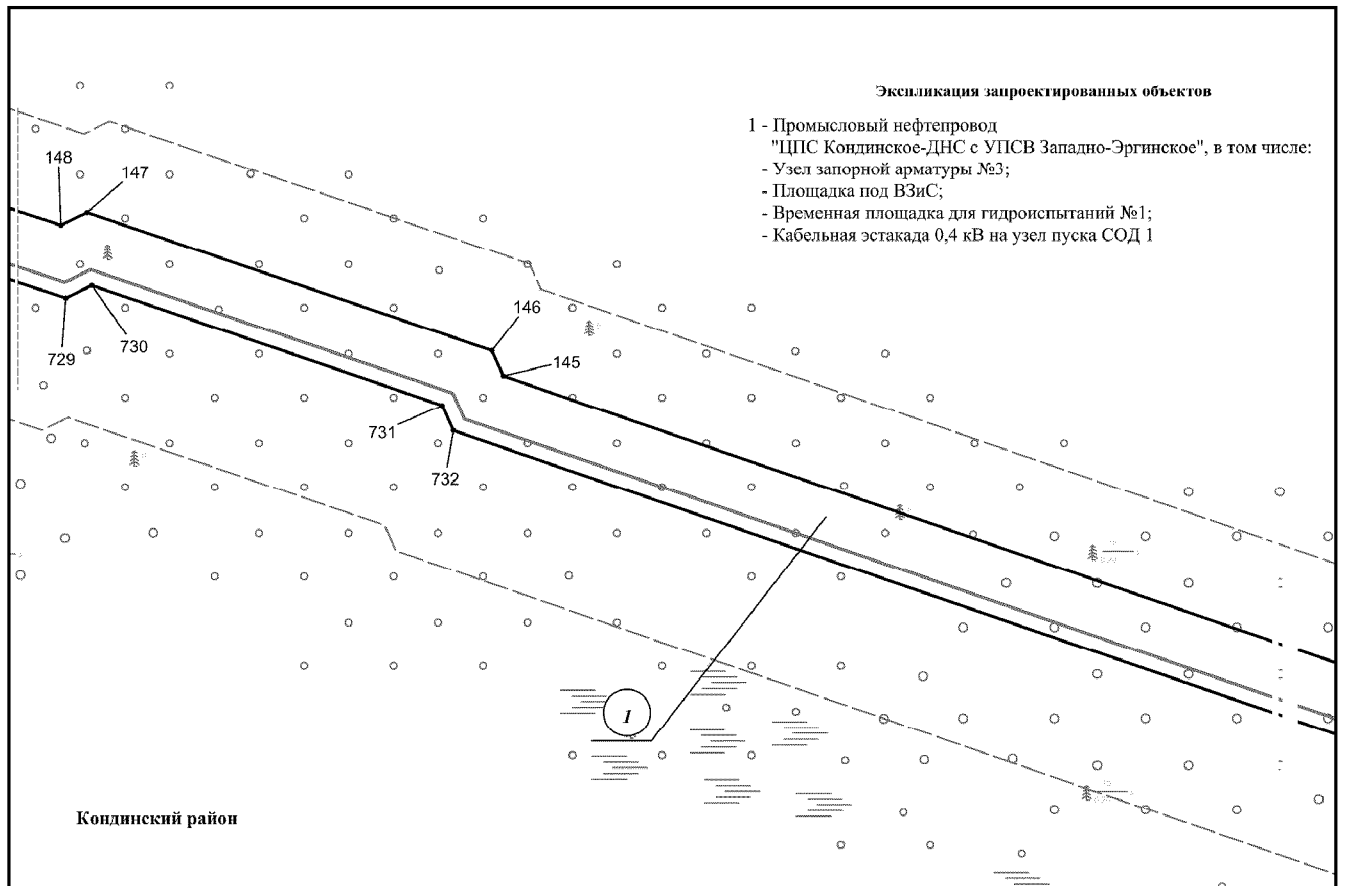 Экспликация запроектированных объектов
1 - Промысловый нефтепровод
"ЦПС Кондинское-ДНС с УПСВ Западно-Эргинское", в том числе:
- Узел запорной арматуры №3;
- Площадка под ВЗиС;
- Временная площадка для гидроиспытаний №1;
- Кабельная эстакада 0,4 кВ на узел пуска СОД 1
148
147
146
145
729
730
731
732
1
Кондинский район